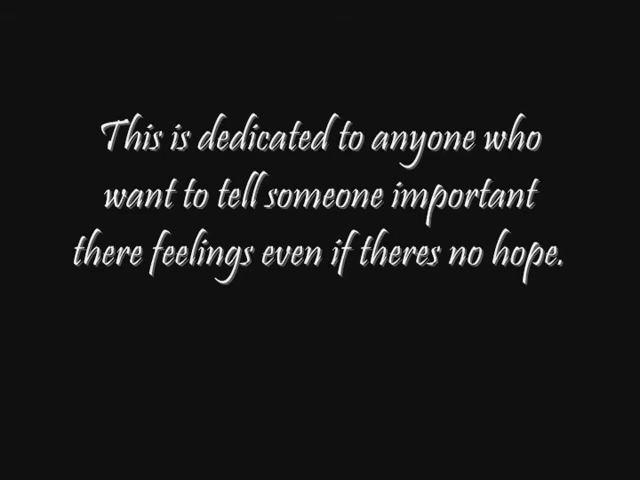 This is dedicated to anyone who
want to tell someone important
there feelings even if theres no hope.